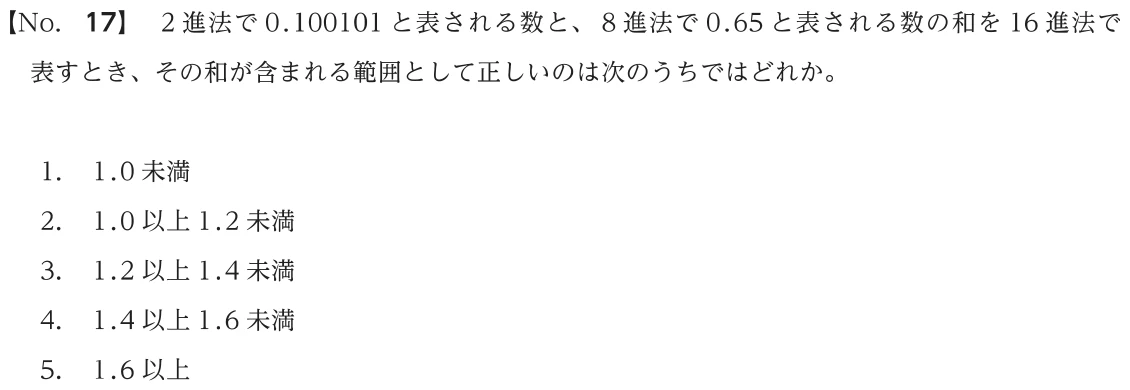 【No. 17】 2進法で0.100101と表される数と、8進法で0.65と表される数の和を16進法で
表すとき、その和が含まれる範囲として正しいのは次のうちではどれか。
1. 1.0未満
2. 1.0以上1.2未満
3. 1.2以上1.4未満
4. 1.4以上1.6未満
5. 1.6以上